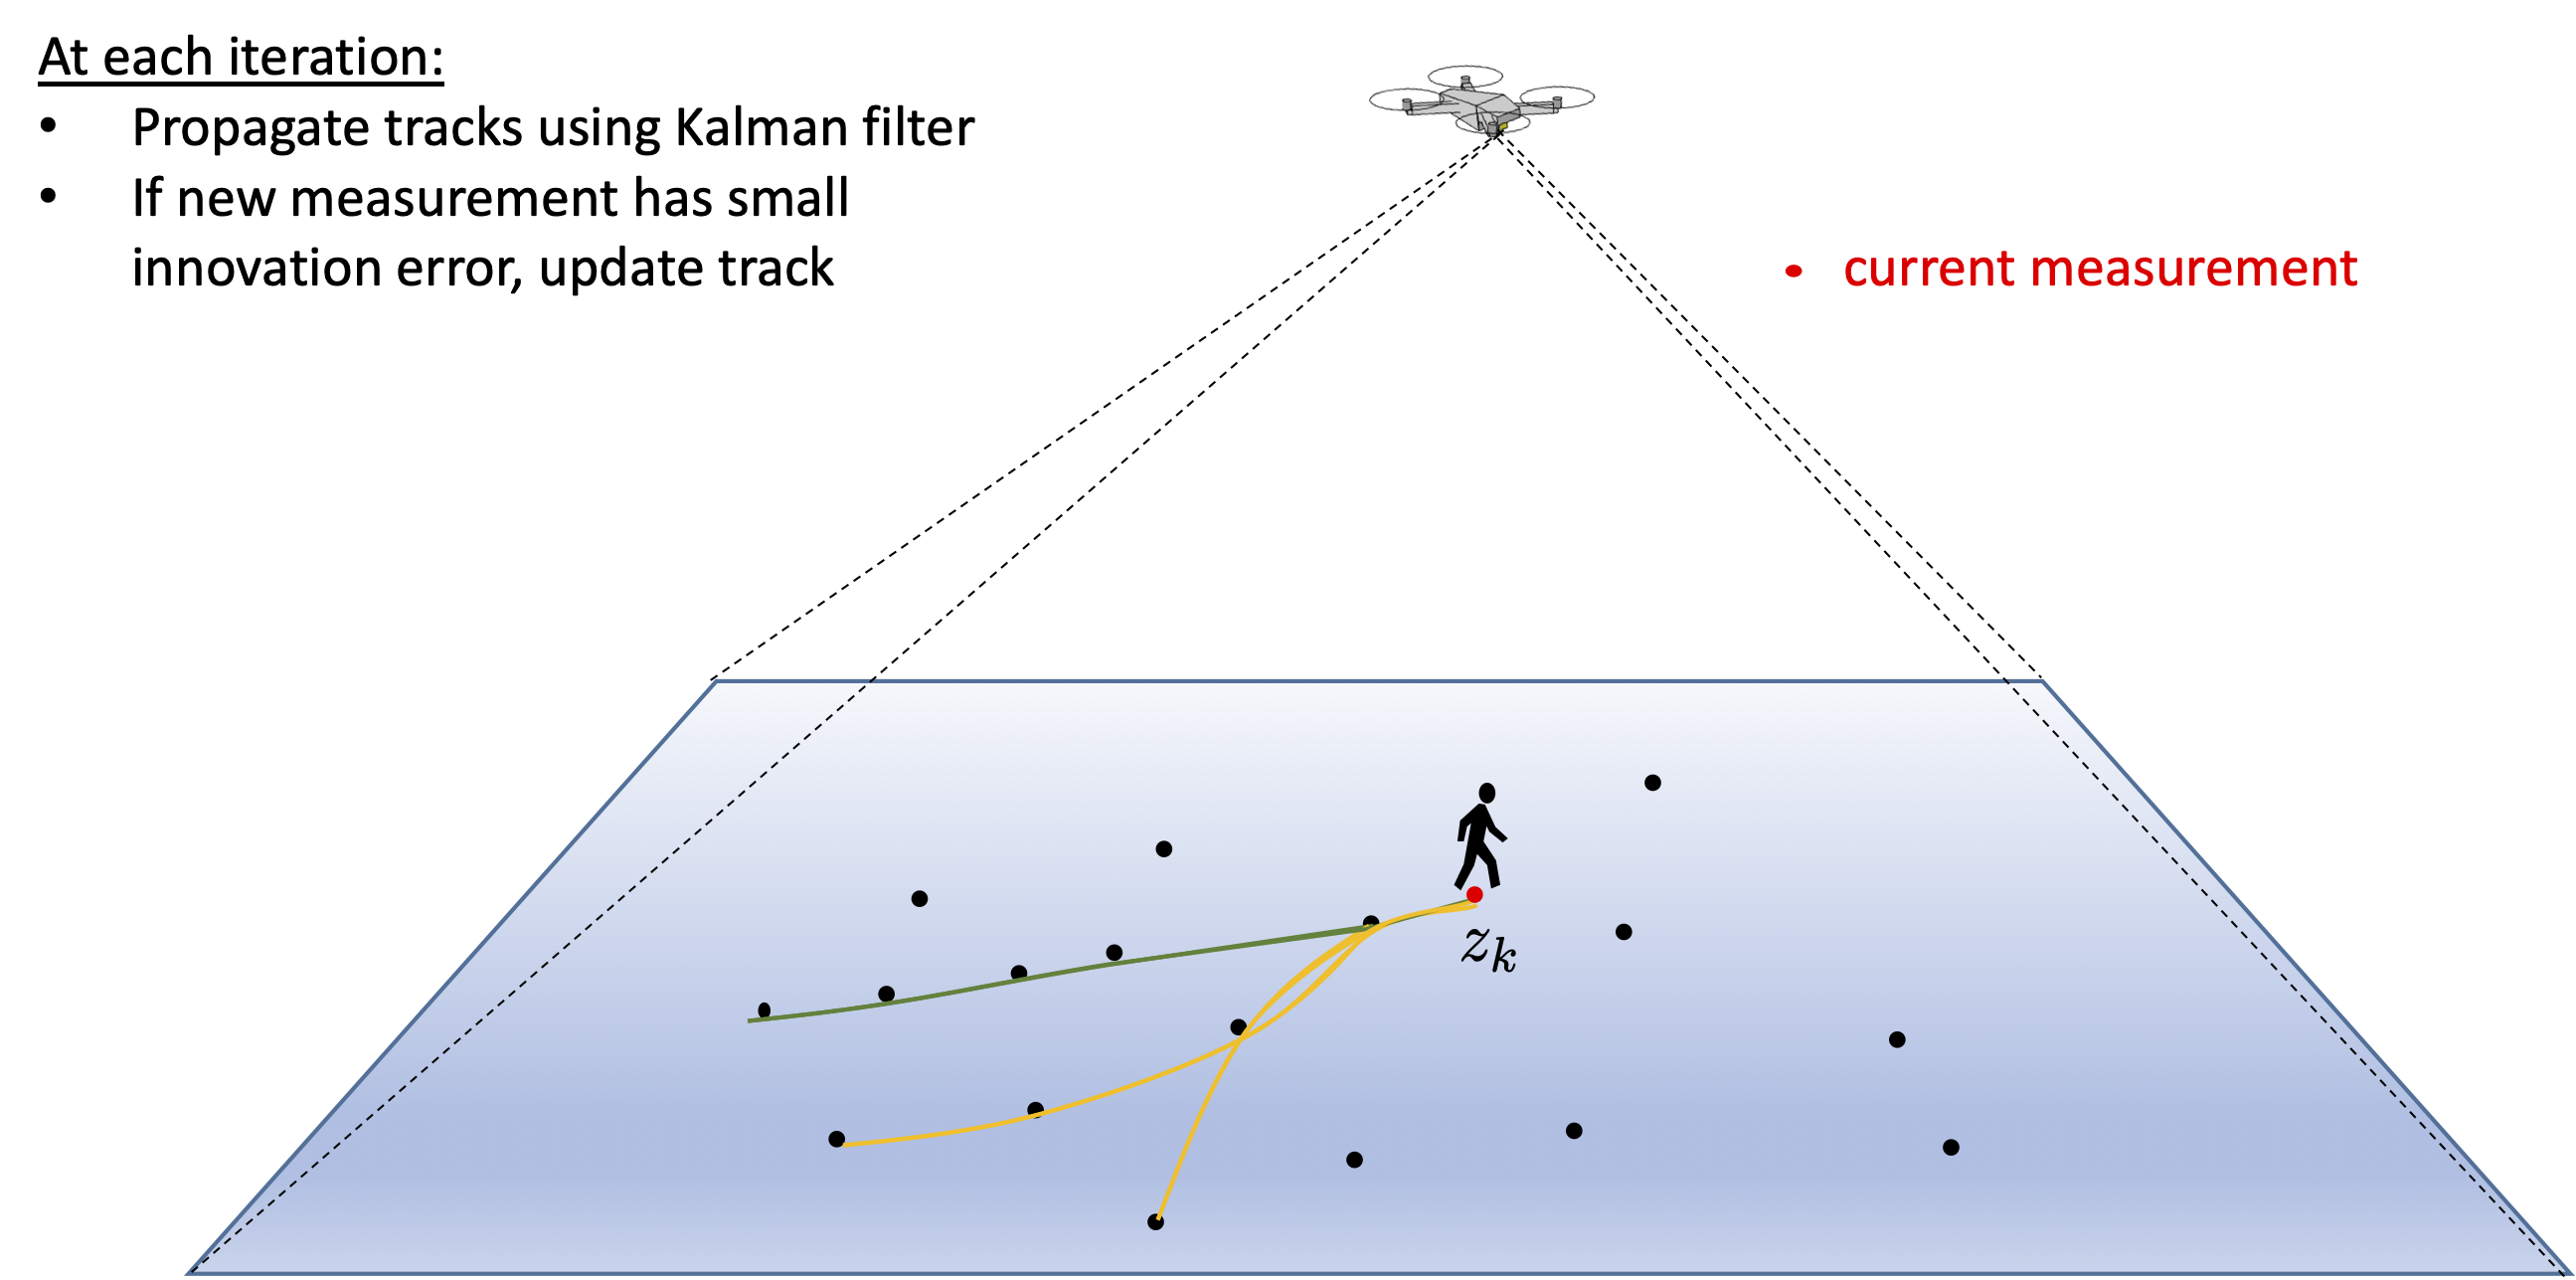 At each iteration:
• Propagate tracks using Kalman filter
• If new measurement has small
innovation error, update track
• current measurement
z_k